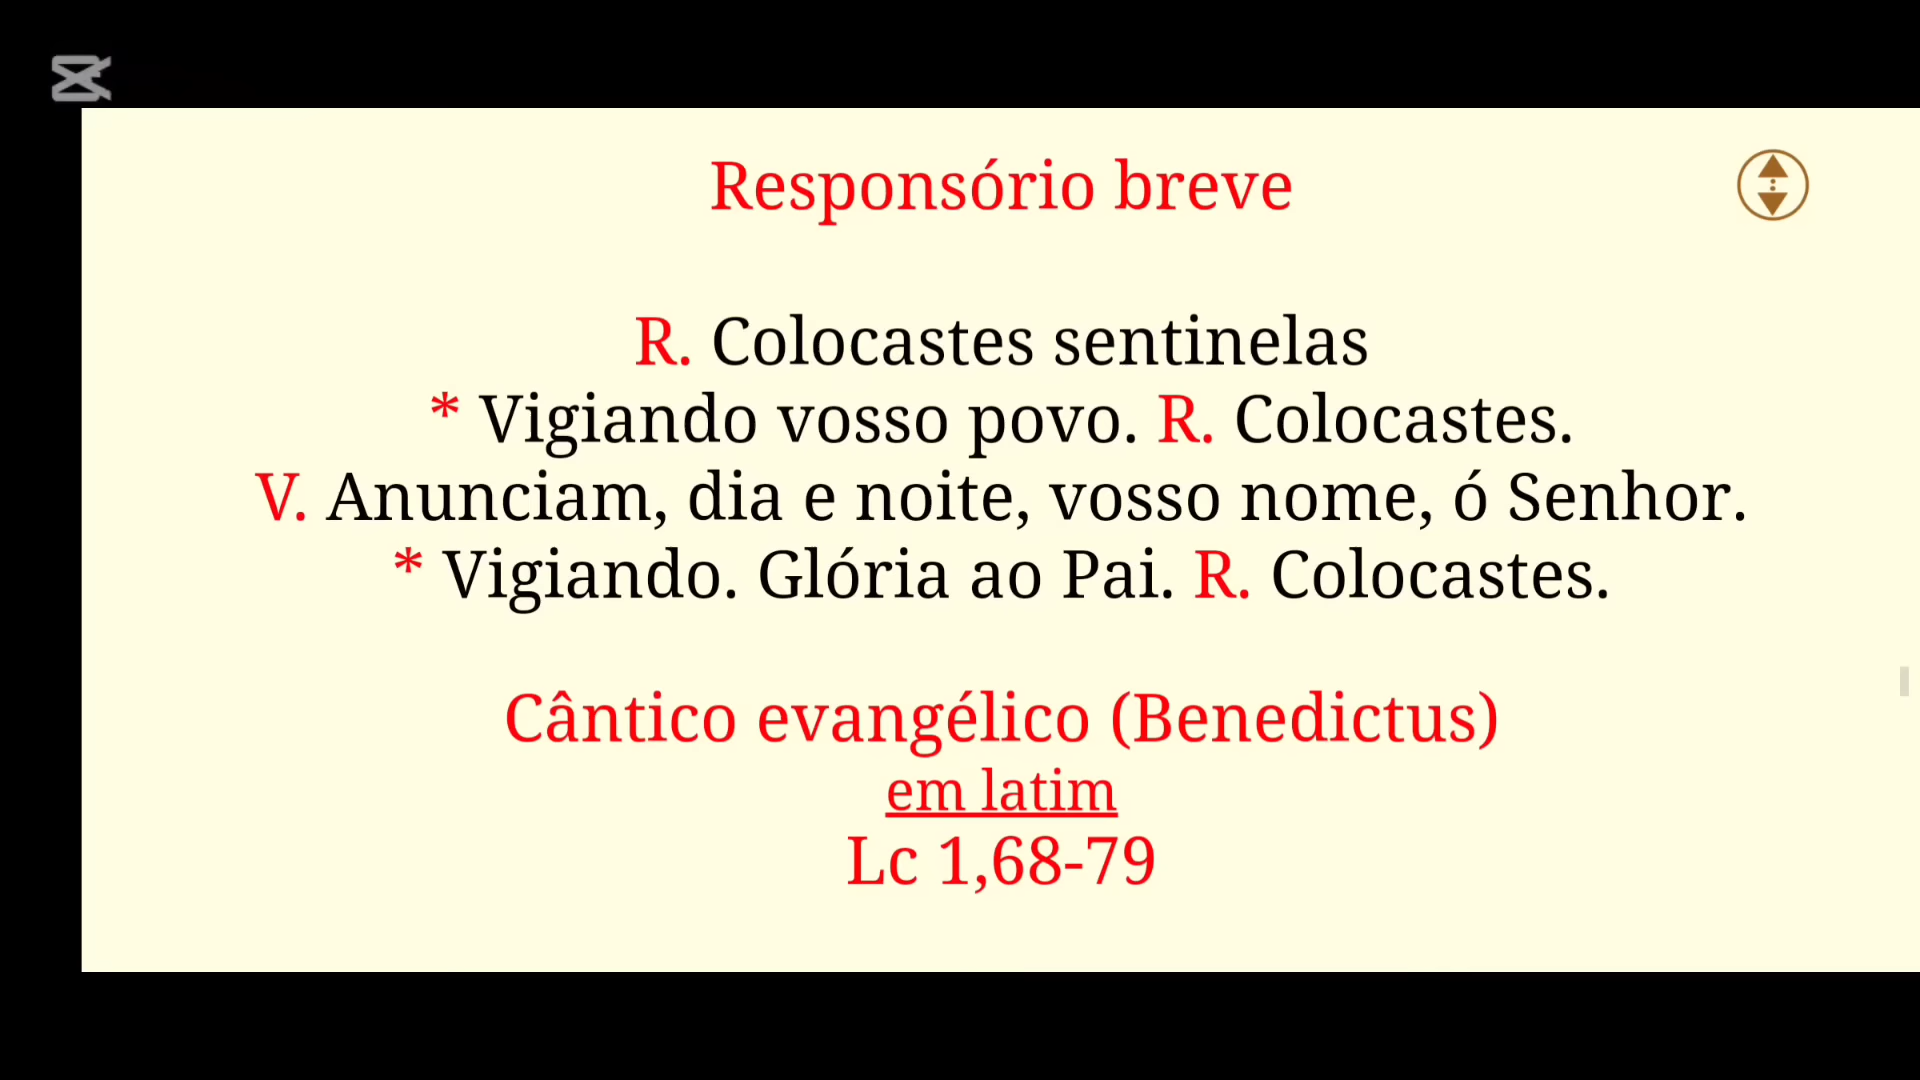 Responsório breve
R. Colocastes sentinelas
* Vigiando vosso povo. R. Colocastes.
V. Anunciam, dia e noite, vosso nome, ó Senhor.
* Vigiando. Glória ao Pai. R. Colocastes.
Cântico evangélico (Benedictus)
em latim
Lc 1,68-79